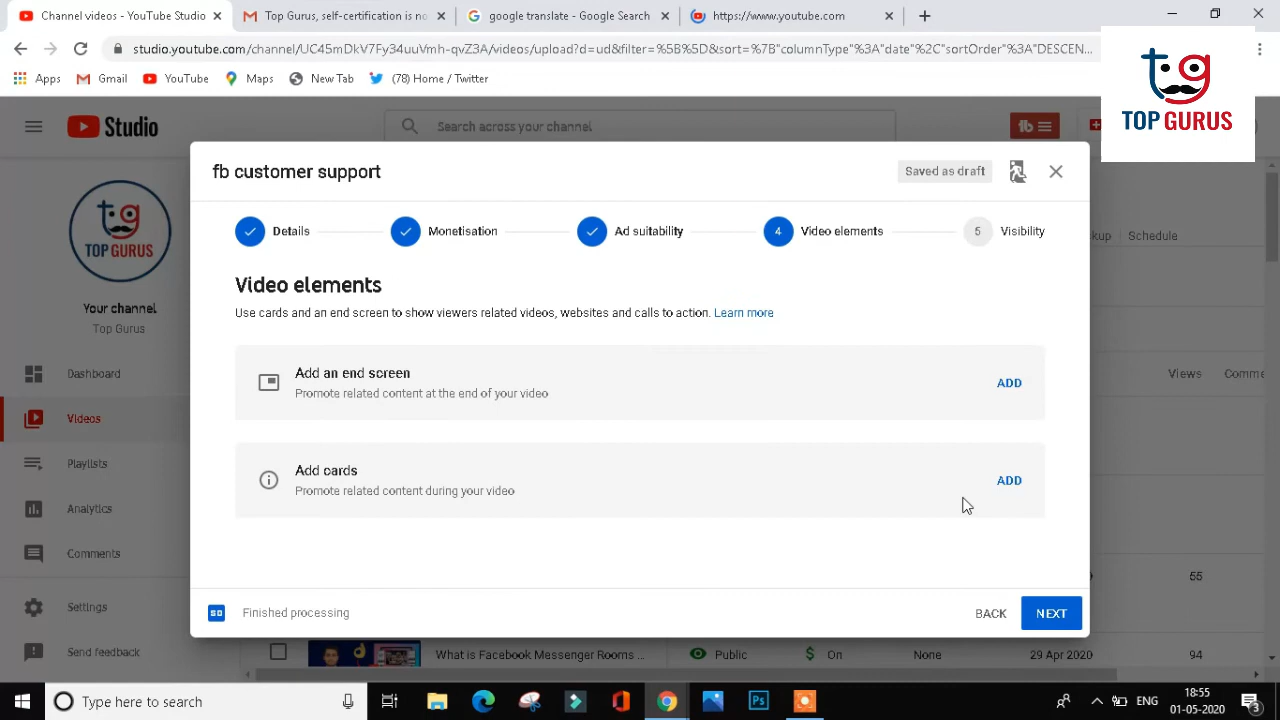 Channel videos - YouTube Studio
Top Gurus, self-certification is no
google translate - Google Search
https://www.youtube.com
studio.youtube.com/channel/UC45mDkV7Fy34uuVmh-qvZ3A/videos/upload?d=ud&filter=%5B%5D&sort=%7B"columnType"%3A"date"%2C"sortOrder"%3A"DESCEN...
Apps
Gmail
YouTube
Maps
New Tab
(78) Home / Twitter
tg
TOP GURUS
Studio
Search across your channel
tb
tg
TOP GURUS
Your channel
Top Gurus
Dashboard
Videos
Playlists
Analytics
Comments
Settings
Send feedback
fb customer support
Saved as draft
Details
Monetisation
Ad suitability
4 Video elements
5 Visibility
Video elements
Use cards and an end screen to show viewers related videos, websites and calls to action. Learn more
Add an end screen
Promote related content at the end of your video
ADD
Add cards
Promote related content during your video
ADD
SD Finished processing
BACK
NEXT
Schedule
Views
55
What is Facebook Messenger Rooms ...
Public
$ On
None
29 Apr 2020
94
Type here to search
Ps
ENG
18:55
01-05-2020
3